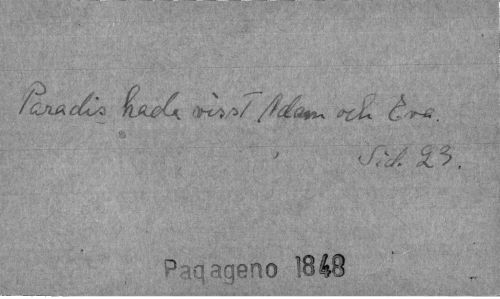 Paradis hade visst Adam och Eva.
Sid. 23.
Papageno 1848